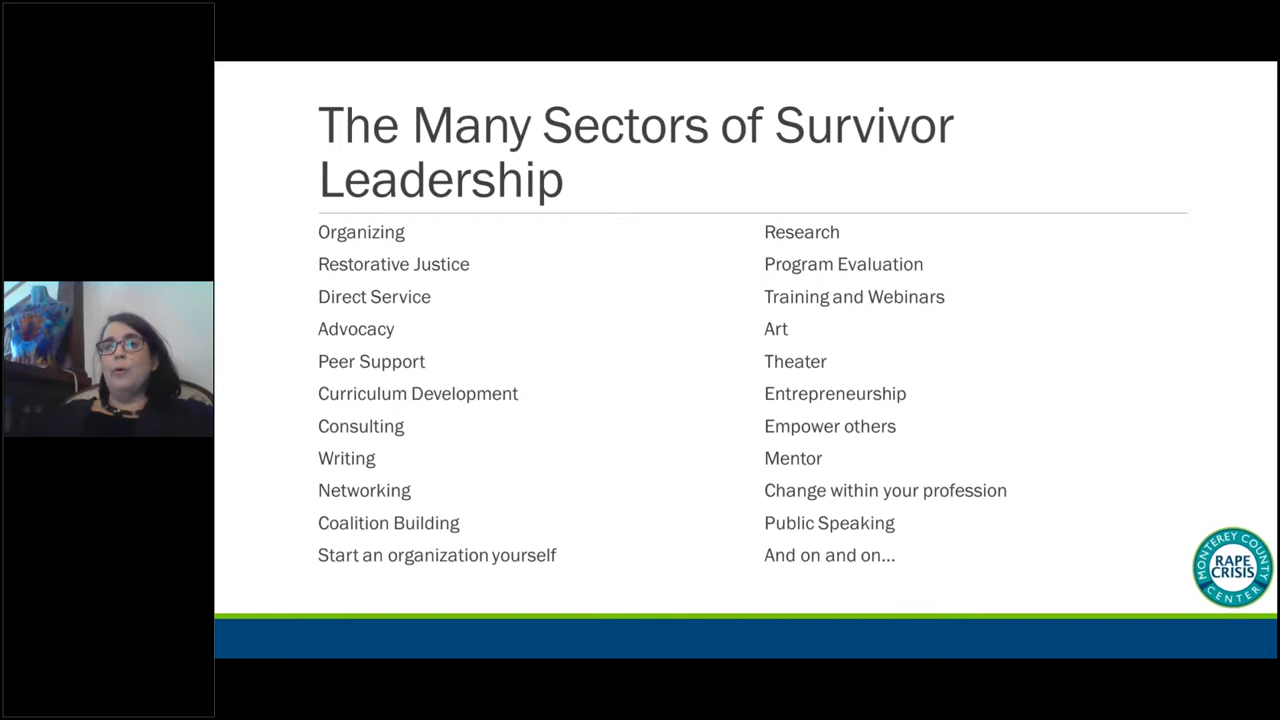 The Many Sectors of Survivor
Leadership
Organizing
Restorative Justice
Direct Service
Advocacy
Peer Support
Curriculum Development
Consulting
Writing
Networking
Coalition Building
Start an organization yourself
Research
Program Evaluation
Training and Webinars
Art
Theater
Entrepreneurship
Empower others
Mentor
Change within your profession
Public Speaking
And on and on...
MONTEREY COUNTY
RAPE
CRISIS
CENTER